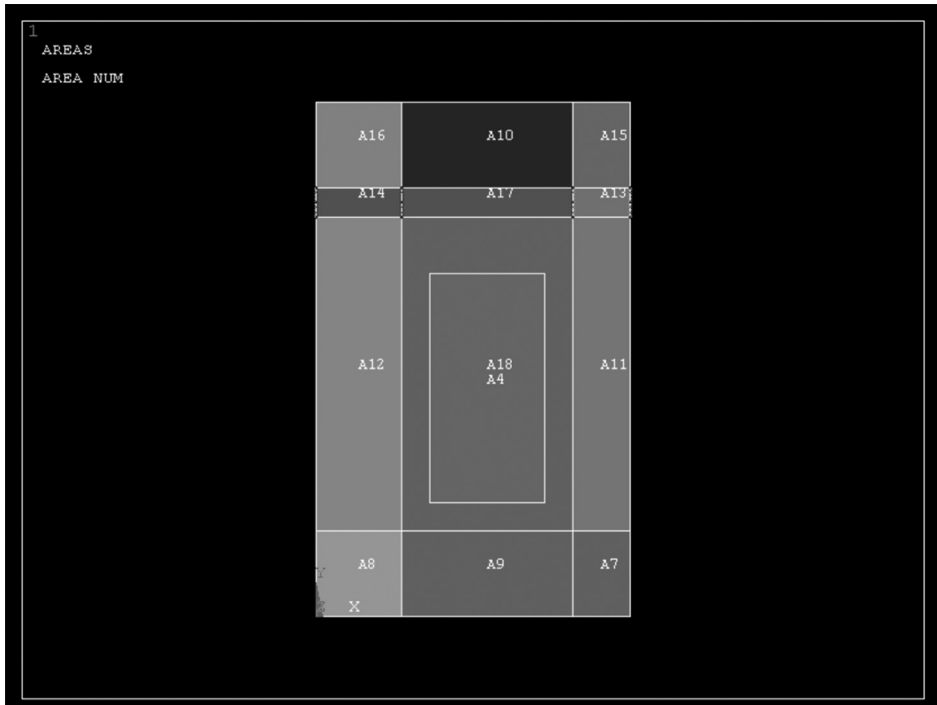 1
AREAS
AREA NUM
A16 A10 A15
A14 A17 A13
A12 A18 A11
A4
A8 A9 A7
Y
X